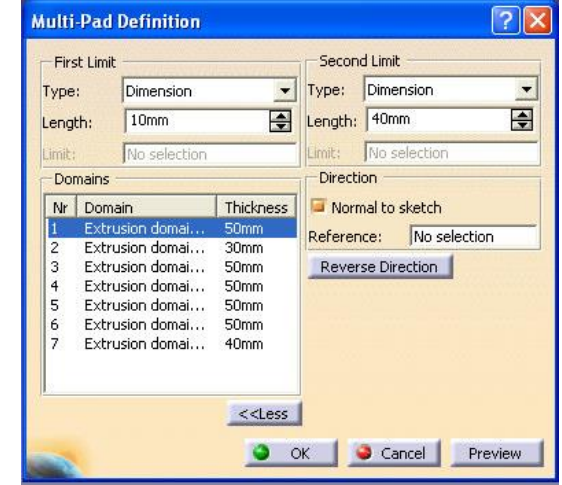 Multi-Pad Definition
First Limit
Type: Dimension
Length: 10mm
Limit: No selection
Second Limit
Type: Dimension
Length: 40mm
Limit: No selection
Domains
Nr Domain Thickness
1 Extrusion domai... 50mm
2 Extrusion domai... 30mm
3 Extrusion domai... 50mm
4 Extrusion domai... 50mm
5 Extrusion domai... 50mm
6 Extrusion domai... 50mm
7 Extrusion domai... 40mm
Direction
Normal to sketch
Reference: No selection
Reverse Direction
<<Less
OK Cancel Preview